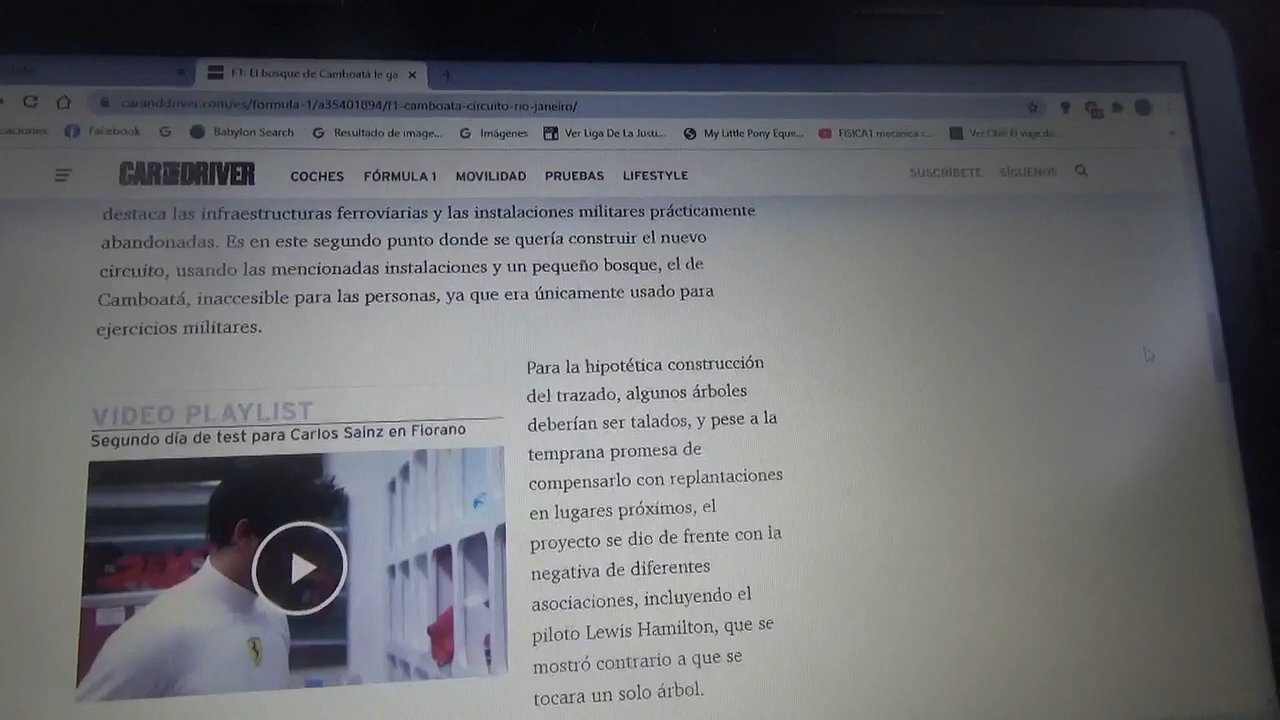 F1: El bosque de Camboatá le ga
caranddriver.com/es/formula-1/a35401894/f1-camboata-circuito-rio-janeiro/
Facebook
Babylon Search
Resultado de image...
Imágenes
Ver Liga De La Justi...
My Little Pony Eque...
FISICA1 mecanica c...
CAR AND DRIVER
COCHES
FÓRMULA 1
MOVILIDAD
PRUEBAS
LIFESTYLE
SUSCRÍBETE
SÍGUENOS
destaca las infraestructuras ferroviarias y las instalaciones militares prácticamente
abandonadas. Es en este segundo punto donde se quería construir el nuevo
circuito, usando las mencionadas instalaciones y un pequeño bosque, el de
Camboatá, inaccesible para las personas, ya que era únicamente usado para
ejercicios militares.
VIDEO PLAYLIST
Segundo día de test para Carlos Sainz en Fiorano
Para la hipotética construcción
del trazado, algunos árboles
deberían ser talados, y pese a la
temprana promesa de
compensarlo con replantaciones
en lugares próximos, el
proyecto se dio de frente con la
negativa de diferentes
asociaciones, incluyendo el
piloto Lewis Hamilton, que se
mostró contrario a que se
tocara un solo árbol.